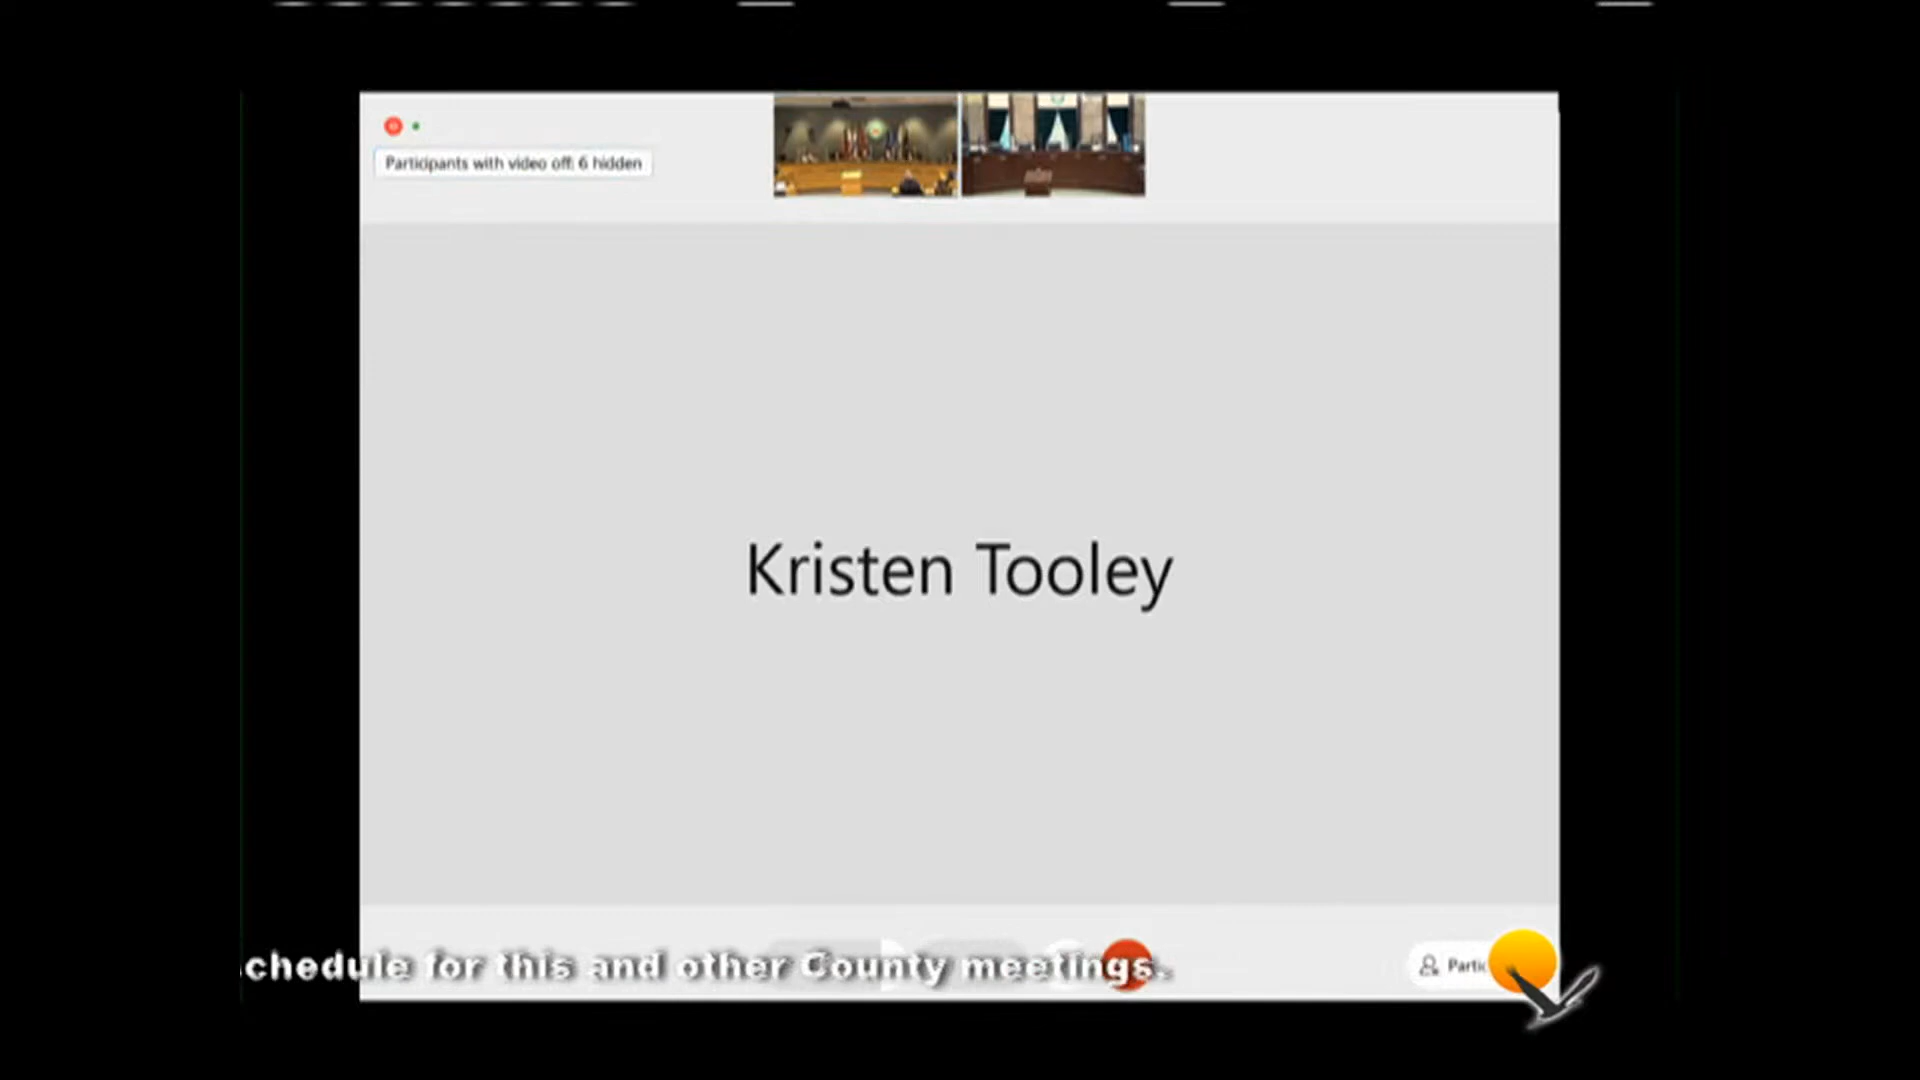 Participants with video off: 6 hidden
Kristen Tooley
chedule for this and other County meetings.
Partic